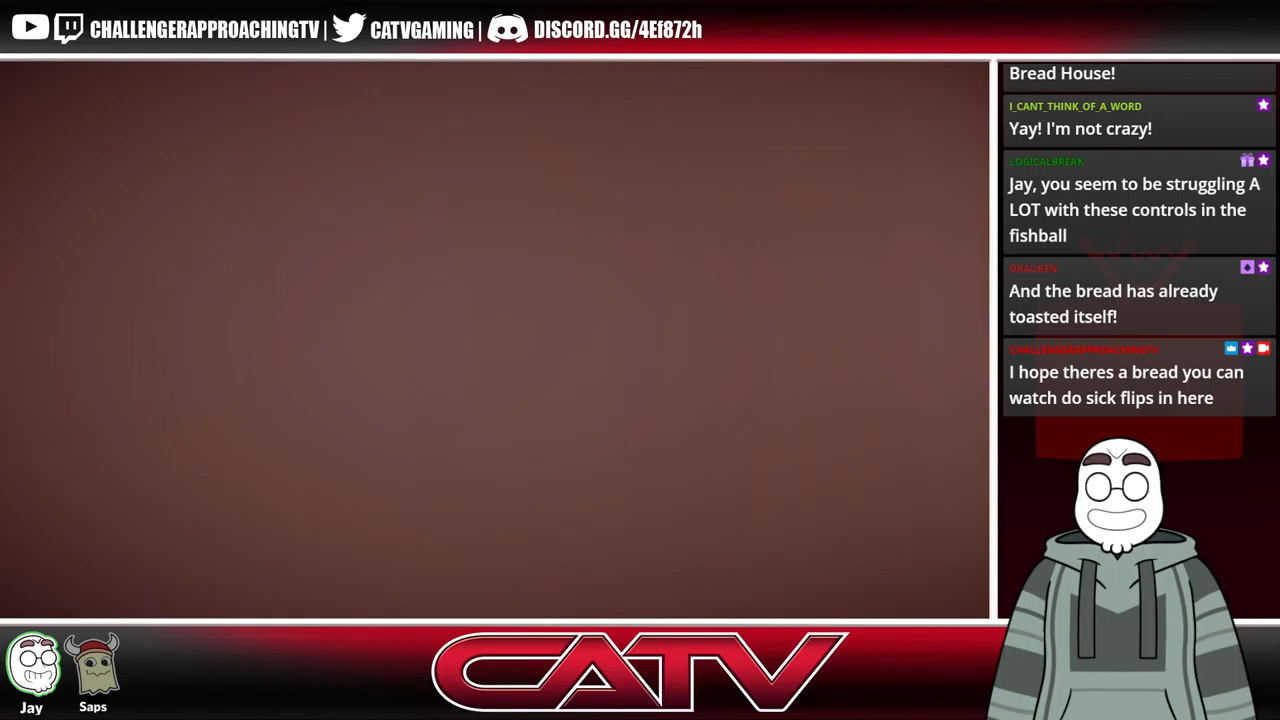 CHALLENGERAPPROACHINGTV | CATVGAMING | DISCORD.GG/4Ef872h
Bread House!
I_CANT_THINK_OF_A_WORD
Yay! I'm not crazy!
LOGICALBREAK
Jay, you seem to be struggling A
LOT with these controls in the
fishball
DRAUKEN
And the bread has already
toasted itself!
CHALLENGERAPPROACHINGTV
I hope theres a bread you can
watch do sick flips in here
CATV
Jay
Saps